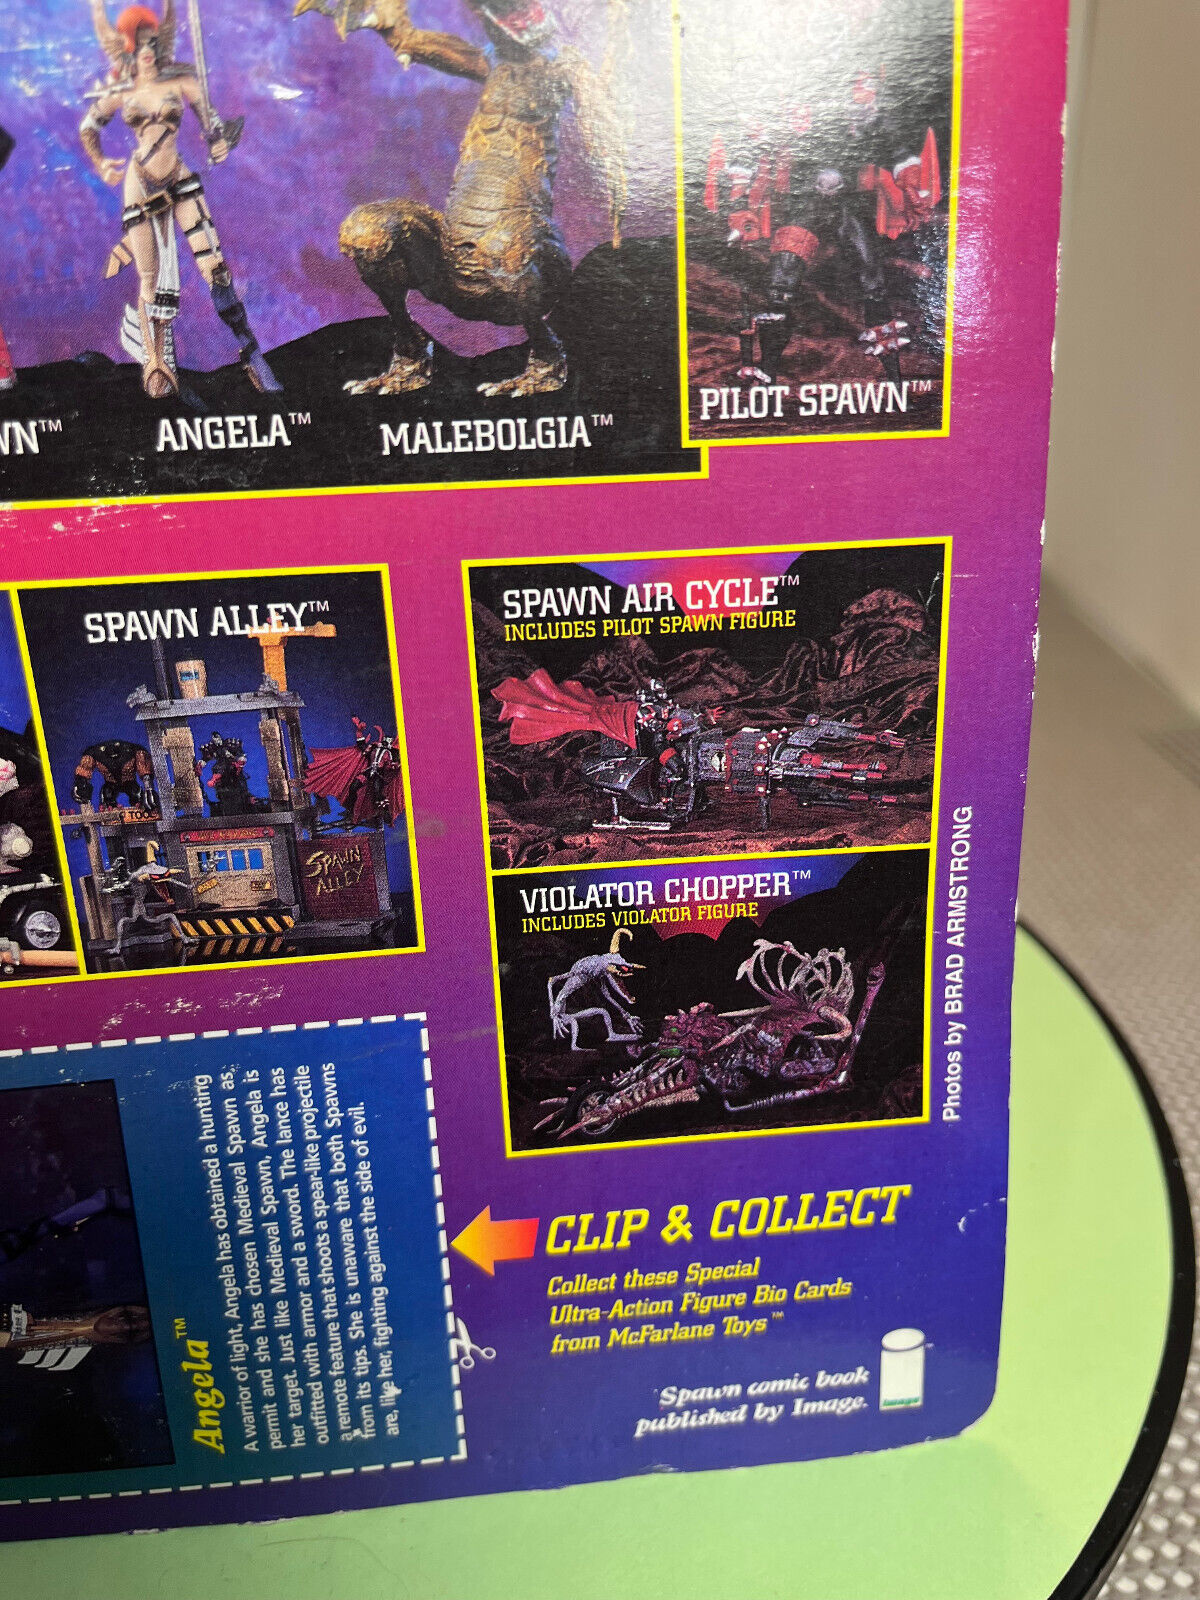 WN™
ANGELA™
MALEBOLGIA™
PILOT SPAWN™
SPAWN ALLEY™
TOOL
SPAWN
ALLEY
SPAWN AIR CYCLE™
INCLUDES PILOT SPAWN FIGURE
VIOLATOR CHOPPER™
INCLUDES VIOLATOR FIGURE
Photos by BRAD ARMSTRONG
Angela™
A warrior of light, Angela has obtained a hunting
permit and she has chosen Medieval Spawn as
her target. Just like Medieval Spawn, Angela is
outfitted with armor and a sword. The lance has
a remote feature that shoots a spear-like projectile
from its tips. She is unaware that both Spawns
are, like her, fighting against the side of evil.
CLIP & COLLECT
Collect these Special
Ultra-Action Figure Bio Cards
from McFarlane Toys™
Spawn comic book
published by Image.
image